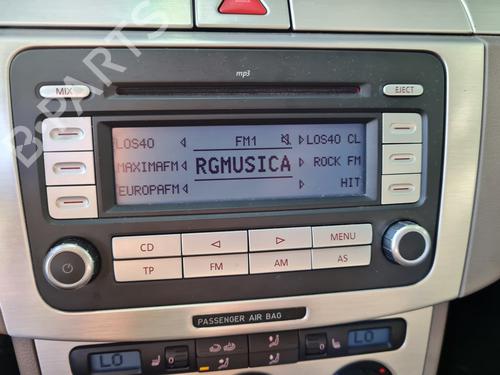 B-PARTS
mp3
MIX
EJECT
LOS40 FM1 LOS40 CL
MAXIMAFM RGMUSICA ROCK FM
EUROPAFM HIT
CD MENU
TP FM AM AS
PASSENGER AIR BAG
LO LO